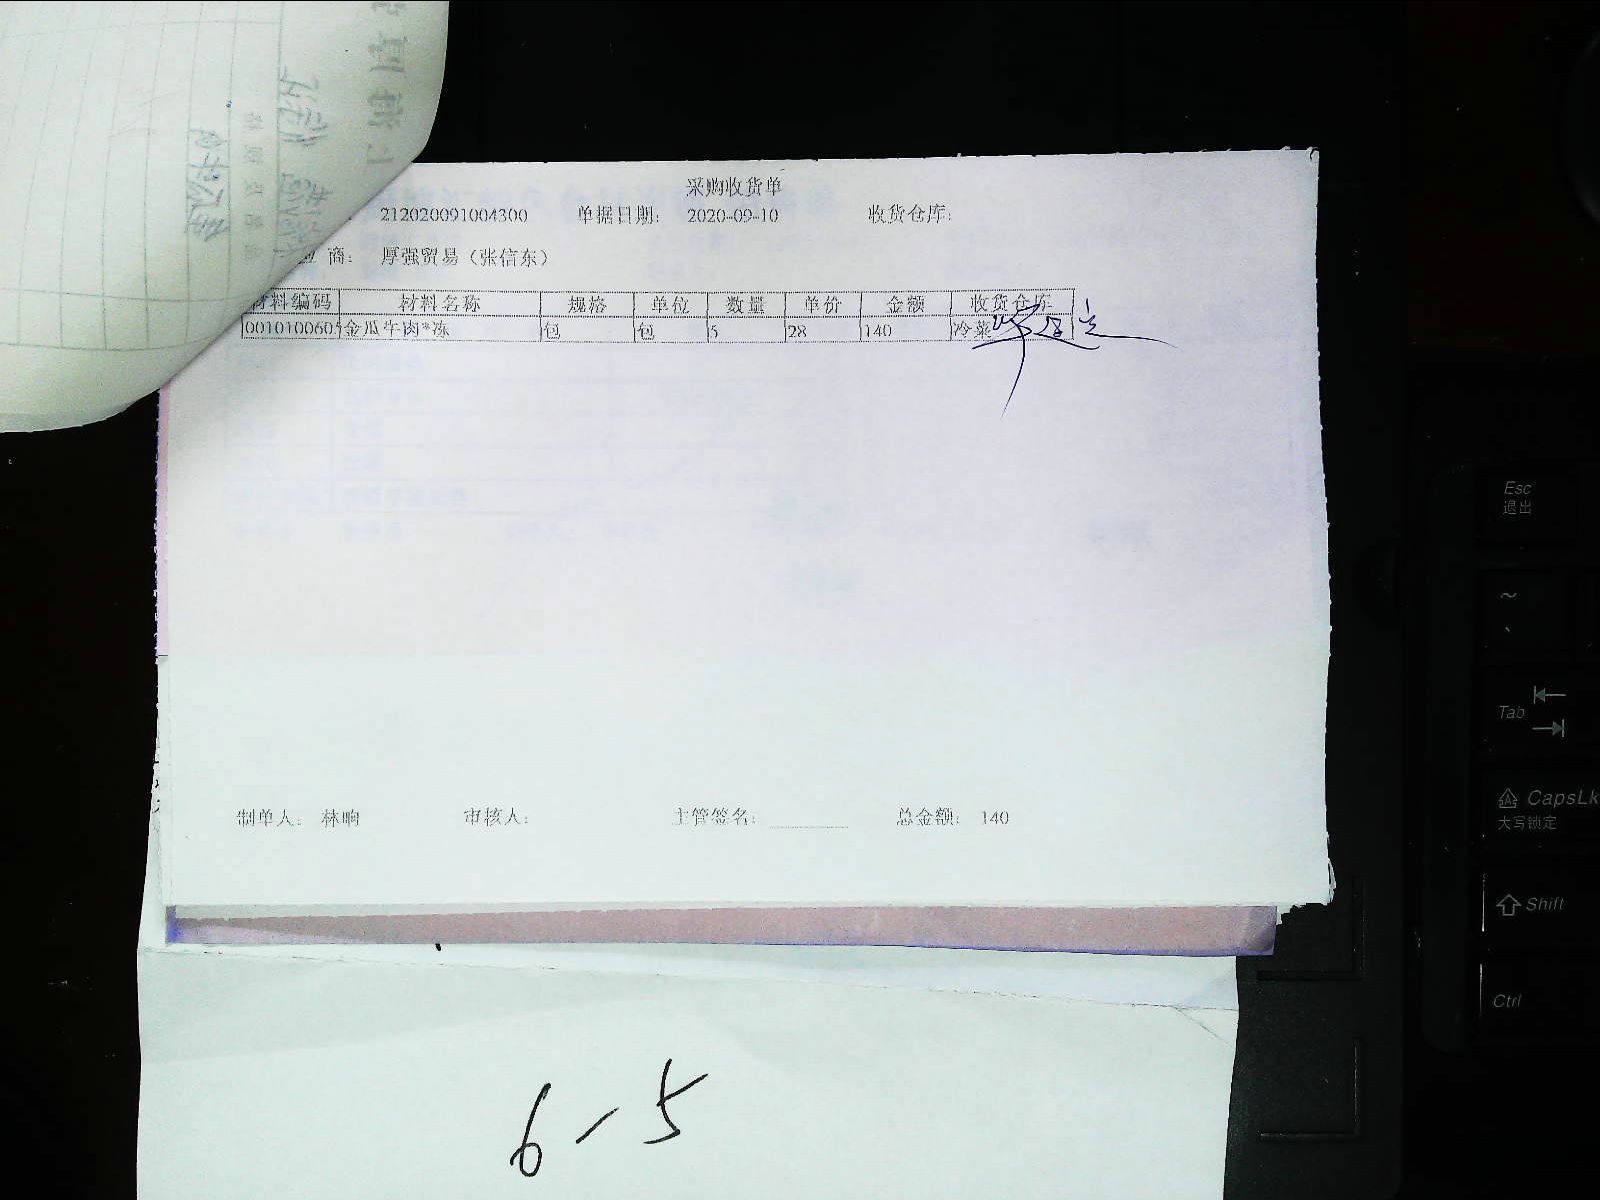 采购收货单
212020091004300 单据日期: 2020-09-10 收货仓库:
商: 厚强贸易（张信东）
材料编码 材料名称 规格 单位 数量 单价 金额 收货仓库
0010100605 金瓜牛肉*冻 包 包 5 28 140 冷菜
制单人: 林响 审核人: 主管签名: 总金额: 140
6-5
Esc
退出
~
Tab
CapsLk
大写锁定
Shift
Ctrl